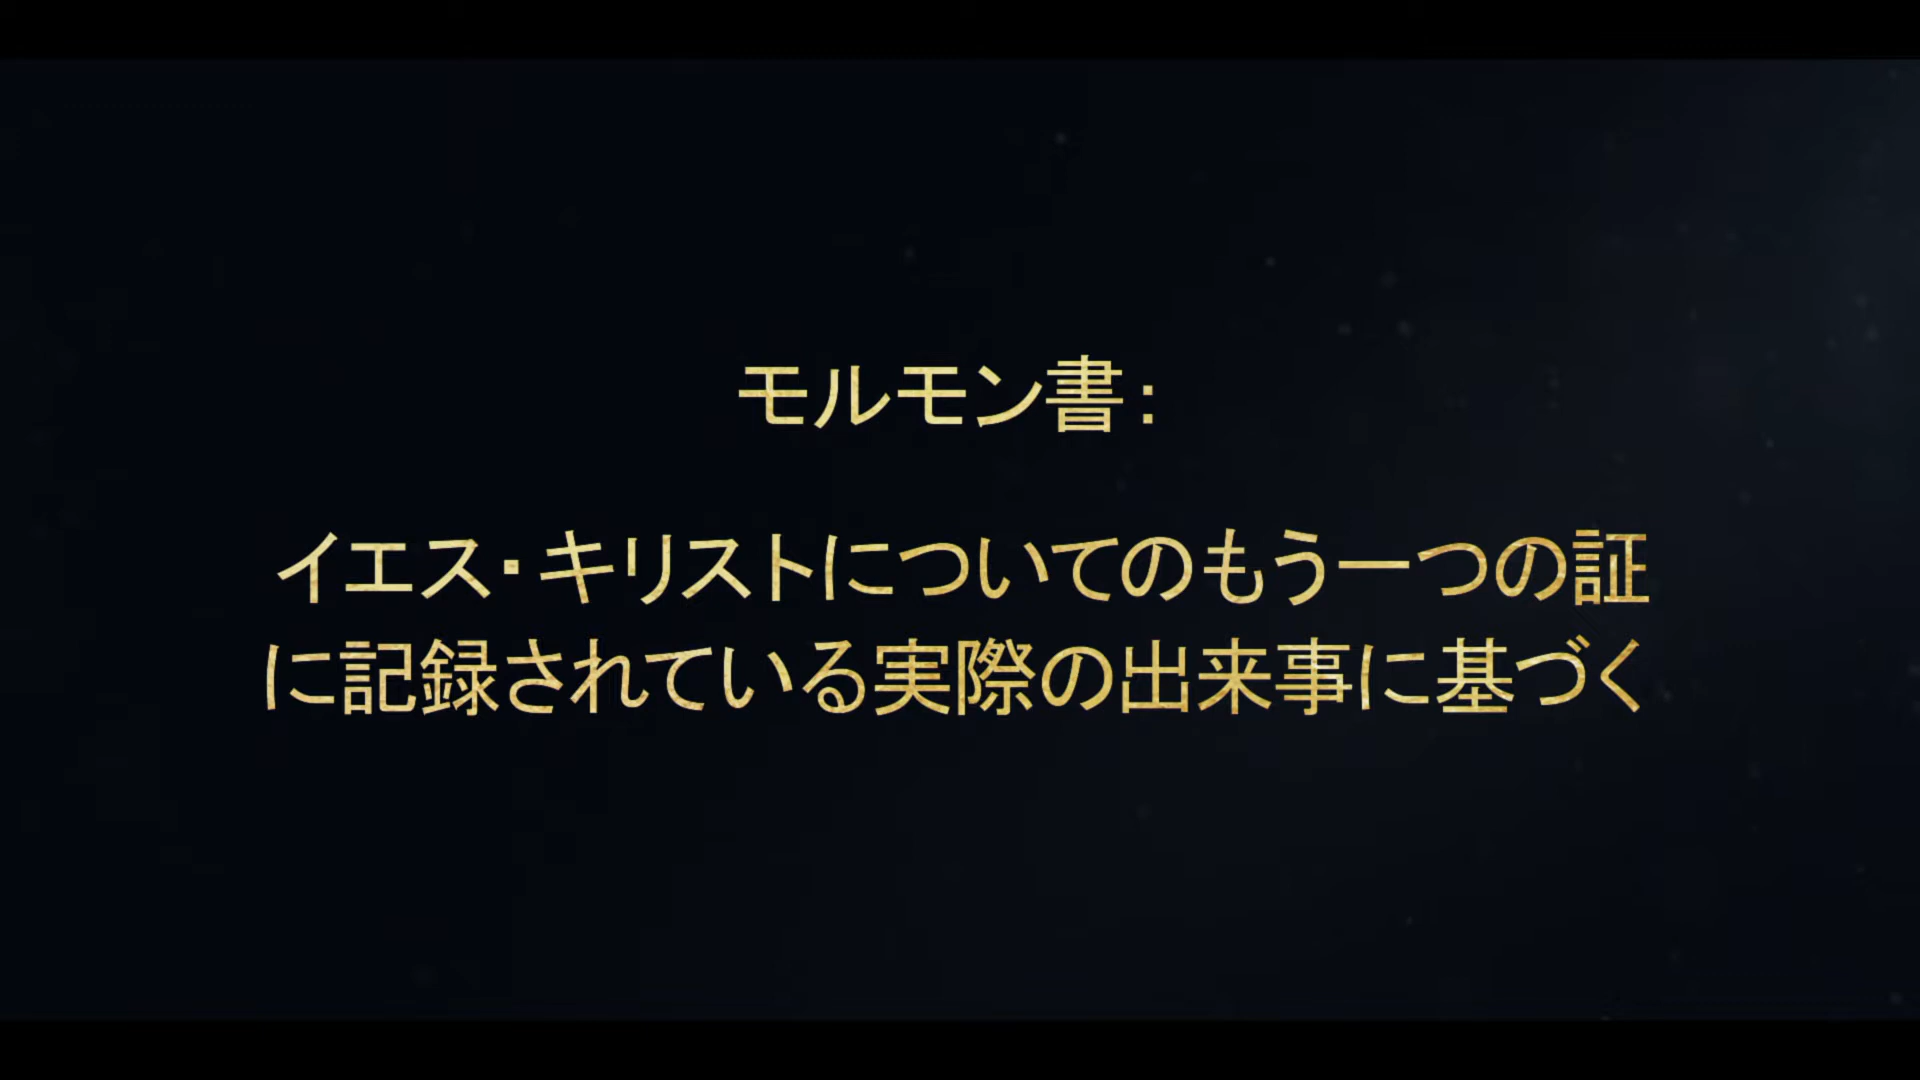 モルモン書：
イエス・キリストについてのもう一つの証
に記録されている実際の出来事に基づく